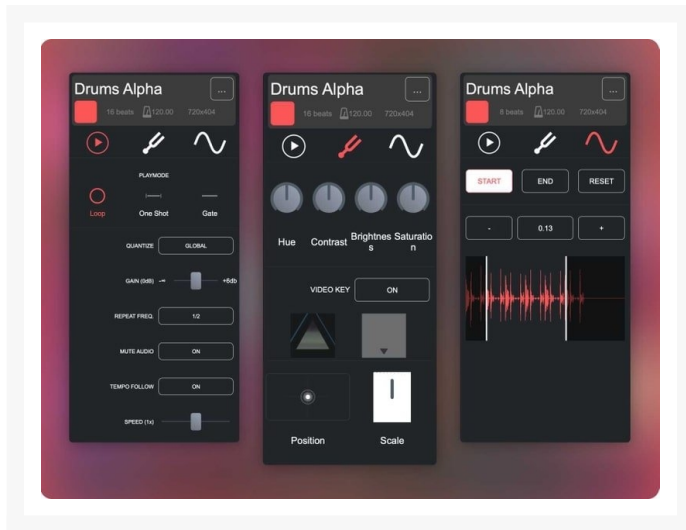 Drums Alpha
...
16 beats 120.00 720x404
PLAYMODE
Loop One Shot Gate
QUANTIZE GLOBAL
GAIN (0dB) -∞ +6db
REPEAT FREQ. 1/2
MUTE AUDIO ON
TEMPO FOLLOW ON
SPEED (1x)
Drums Alpha
...
16 beats 120.00 720x404
Hue Contrast Brightnes Saturatio
s n
VIDEO KEY ON
Position Scale
Drums Alpha
...
8 beats 120.00 720x404
START END RESET
- 0.13 +